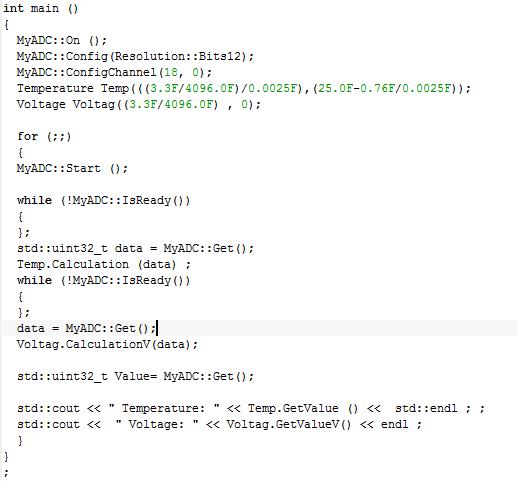 int main ()
{
MyADC::On ();
MyADC::Config(Resolution::Bits12);
MyADC::ConfigChannel(18, 0);
Temperature Temp(((3.3F/4096.0F)/0.0025F),(25.0F-0.76F/0.0025F));
Voltage Voltag((3.3F/4096.0F) , 0);
for (;;)
{
MyADC::Start ();
while (!MyADC::IsReady())
{
};
std::uint32_t data = MyADC::Get();
Temp.Calculation (data) ;
while (!MyADC::IsReady())
{
};
data = MyADC::Get();
Voltag.CalculationV(data);
std::uint32_t Value= MyADC::Get();
std::cout << " Temperature: " << Temp.GetValue () <<  std::endl ; ;
std::cout <<  " Voltage: " << Voltag.GetValueV() << endl ;
}
}
;